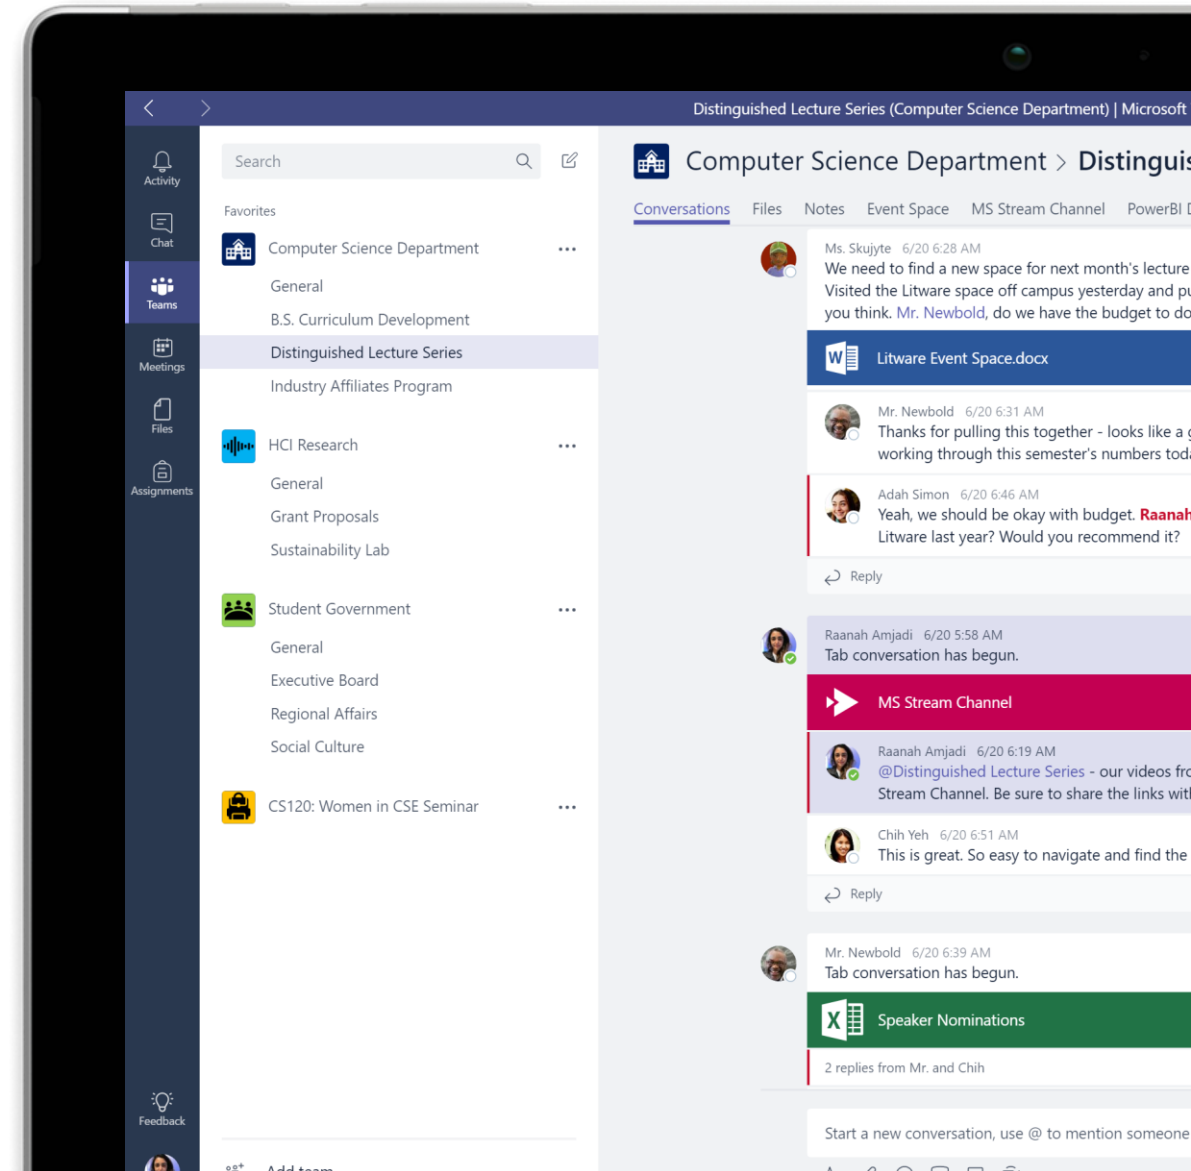 Distinguished Lecture Series (Computer Science Department) | Microsoft
Activity
Chat
Teams
Meetings
Files
Assignments
Feedback
Search
Favorites
Computer Science Department
General
B.S. Curriculum Development
Distinguished Lecture Series
Industry Affiliates Program
HCI Research
General
Grant Proposals
Sustainability Lab
Student Government
General
Executive Board
Regional Affairs
Social Culture
CS120: Women in CSE Seminar
Add team
Computer Science Department > Distinguis
Conversations Files Notes Event Space MS Stream Channel PowerBI D
Ms. Skujyte 6/20 6:28 AM
We need to find a new space for next month's lecture
Visited the Litware space off campus yesterday and pu
you think. Mr. Newbold, do we have the budget to do
Litware Event Space.docx
Mr. Newbold 6/20 6:31 AM
Thanks for pulling this together - looks like a g
working through this semester's numbers toda
Adah Simon 6/20 6:46 AM
Yeah, we should be okay with budget. Raanah
Litware last year? Would you recommend it?
Reply
Raanah Amjadi 6/20 5:58 AM
Tab conversation has begun.
MS Stream Channel
Raanah Amjadi 6/20 6:19 AM
@Distinguished Lecture Series - our videos fro
Stream Channel. Be sure to share the links with
Chih Yeh 6/20 6:51 AM
This is great. So easy to navigate and find the
Reply
Mr. Newbold 6/20 6:39 AM
Tab conversation has begun.
Speaker Nominations
2 replies from Mr. and Chih
Start a new conversation, use @ to mention someone